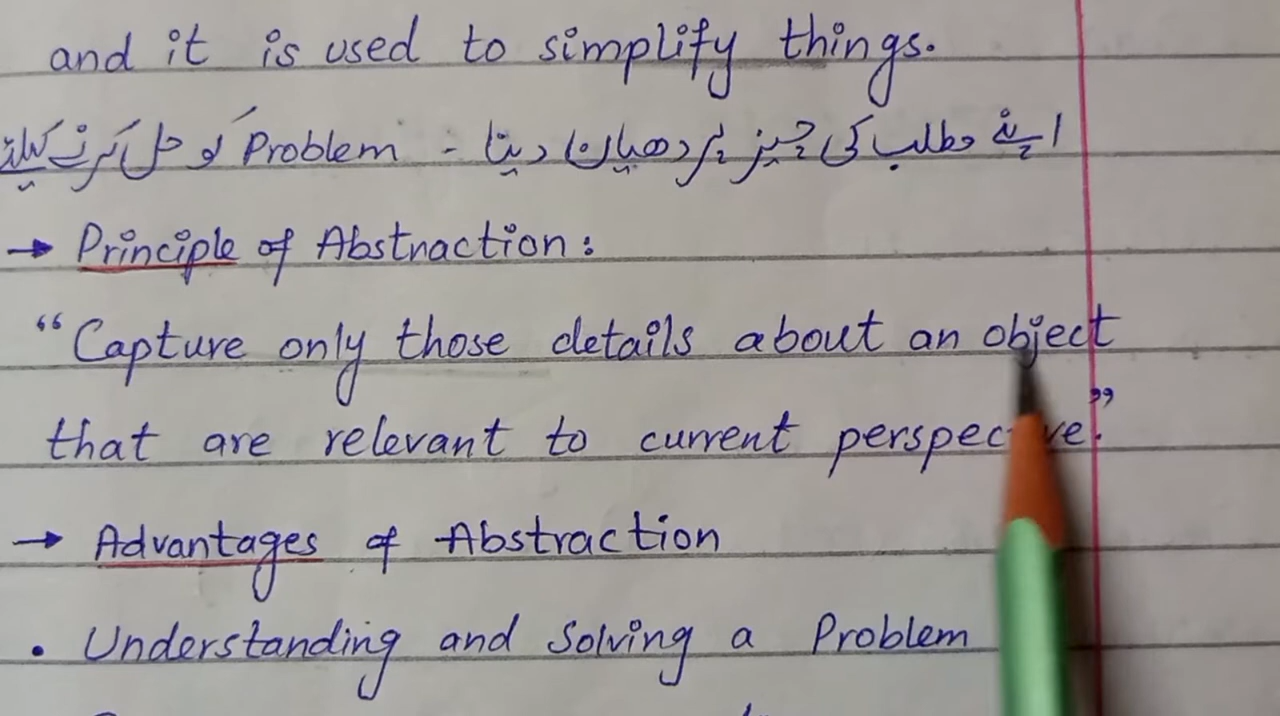 and it is used to simplify things.
اپنے مطلب کی چیز پر دھیان دینا - Problem کو حل کرنے کیلئے
→ Principle of Abstraction:
“Capture only those details about an object
that are relevant to current perspective.”
→ Advantages of Abstraction
• Understanding and Solving a Problem